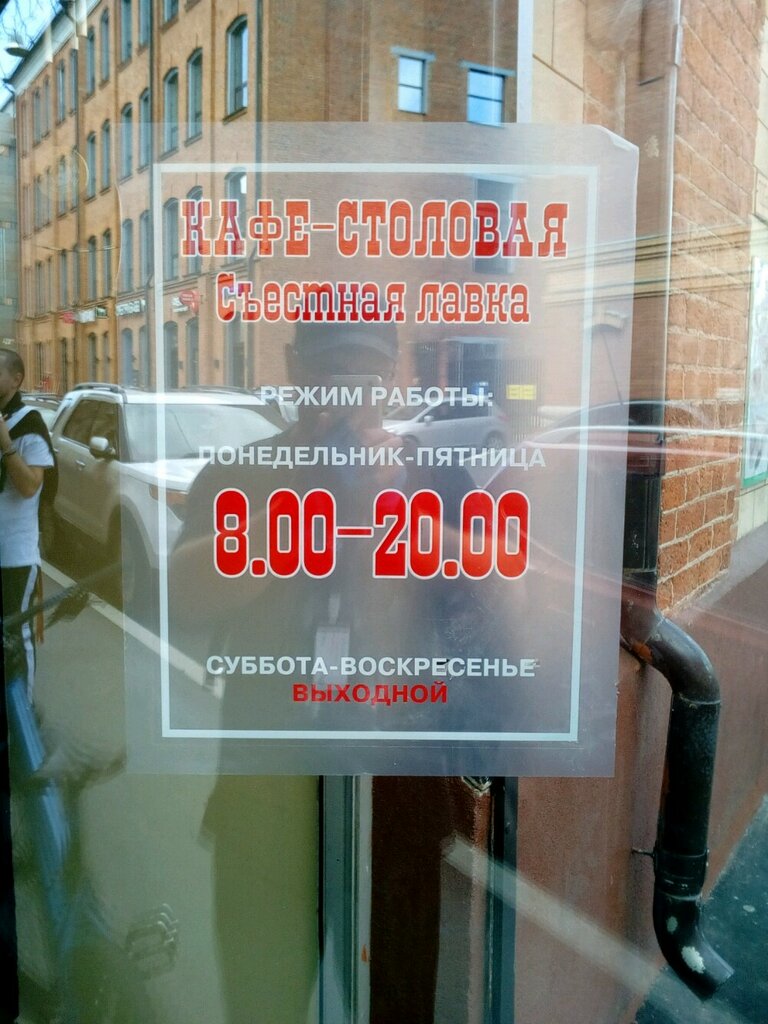 КАФЕ-СТОЛОВАЯ
Съестная лавка
РЕЖИМ РАБОТЫ:
ПОНЕДЕЛЬНИК-ПЯТНИЦА
8.00-20.00
СУББОТА-ВОСКРЕСЕНЬЕ
ВЫХОДНОЙ